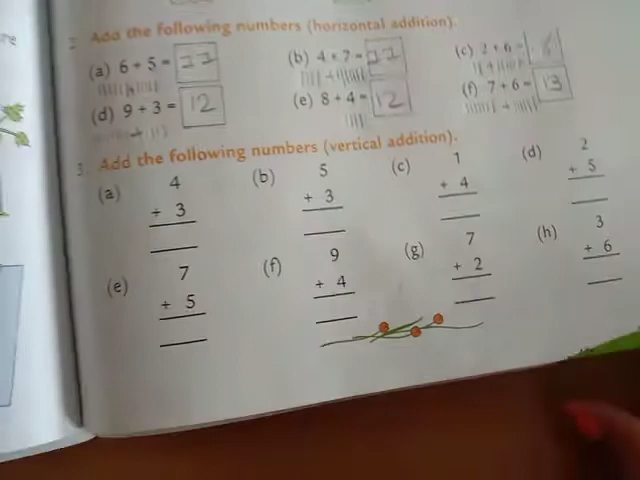 2. Add the following numbers (horizontal addition).
(a) 6 + 5 = 11 (b) 4 + 7 = 11 (c) 2 + 6 =
(d) 9 + 3 = 12 (e) 8 + 4 = 12 (f) 7 + 6 = 13
3. Add the following numbers (vertical addition).
(a) 4 (b) 5 (c) 1 (d) 2
+ 3 + 3 + 4 + 5
(e) 7 (f) 9 (g) 7 (h) 3
+ 5 + 4 + 2 + 6